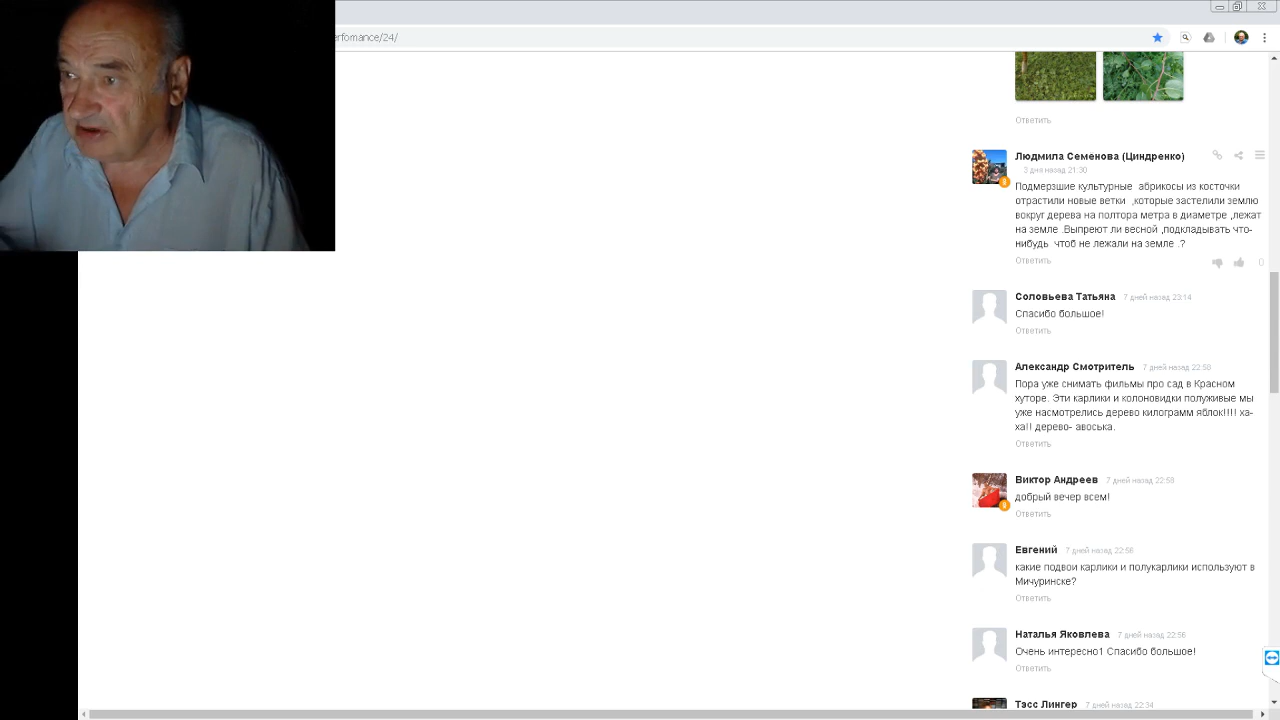 erfomance/24/
Ответить
Людмила Семенова (Циндренко)
3 дня назад 21:30
Подмерзшие культурные абрикосы из косточки
отрастили новые ветки ,которые застелили землю
вокруг дерева на полтора метра в диаметре ,лежат
на земле .Выпреют ли весной ,подкладывать что-
нибудь чтоб не лежали на земле .?
Ответить
0
Соловьева Татьяна 7 дней назад 23:14
Спасибо большое!
Ответить
Александр Смотритель 7 дней назад 22:58
Пора уже снимать фильмы про сад в Красном
хуторе. Эти карлики и колоновидки полуживые мы
уже насмотрелись дерево килограмм яблок!!!! ха-
ха!! дерево- авоська.
Ответить
Виктор Андреев 7 дней назад 22:58
добрый вечер всем!
Ответить
Евгений 7 дней назад 22:56
какие подвои карлики и полукарлики используют в
Мичуринске?
Ответить
Наталья Яковлева 7 дней назад 22:56
Очень интересно1 Спасибо большое!
Ответить
Тэсс Лингер 7 дней назад 22:34